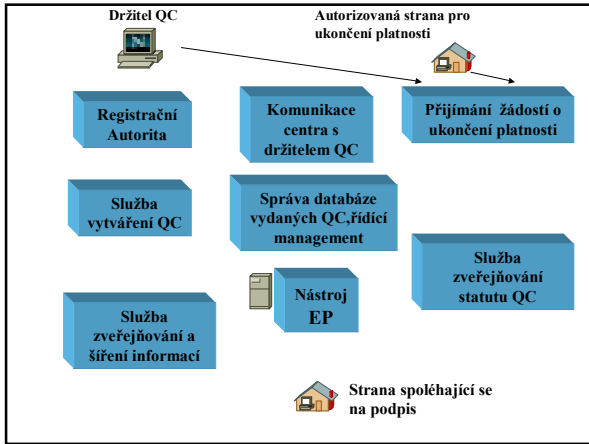 Držitel QC
Autorizovaná strana pro
ukončení platnosti
Registrační
Autorita
Komunikace
centra s
držitelem QC
Přijímání žádostí o
ukončení platnosti
Služba
vytváření QC
Správa databáze
vydaných QC,řídící
management
Služba
zveřejňování
statutu QC
Nástroj
EP
Služba
zveřejňování a
šíření informací
Strana spoléhající se
na podpis